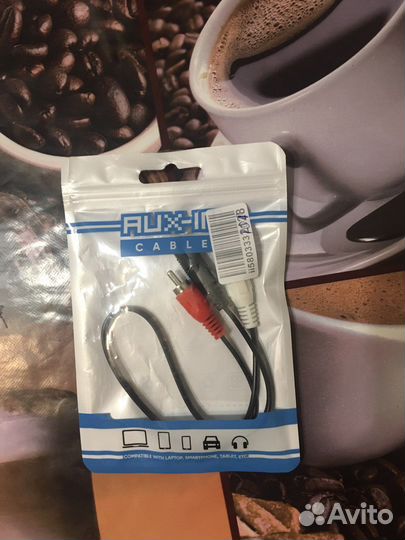 AUX-IN
CABLE
COMPATIBLE WITH LAPTOP, SMARTPHONE, TABLET, ETC.
Avito